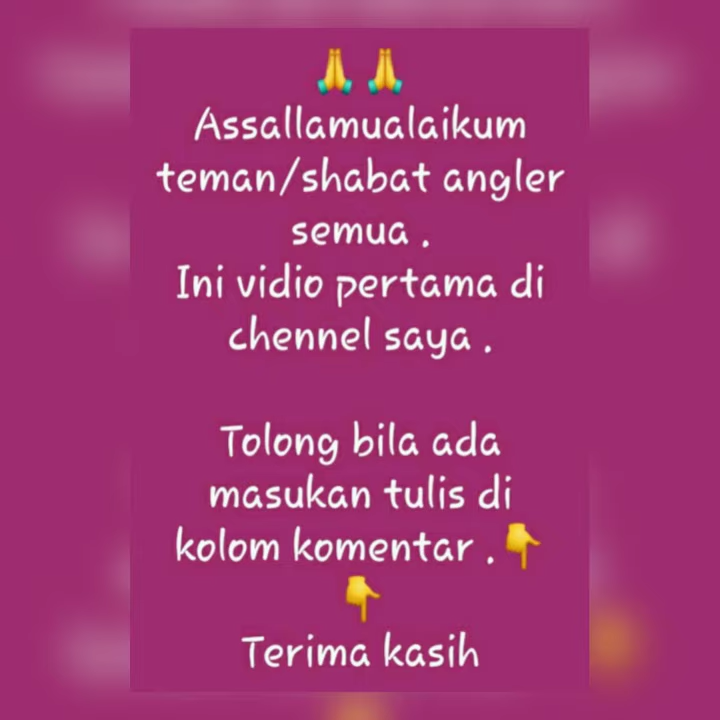 🙏 🙏
Assallamualaikum
teman/shabat angler
semua .
Ini vidio pertama di
chennel saya .
Tolong bila ada
masukan tulis di
kolom komentar . 👇
👇
Terima kasih